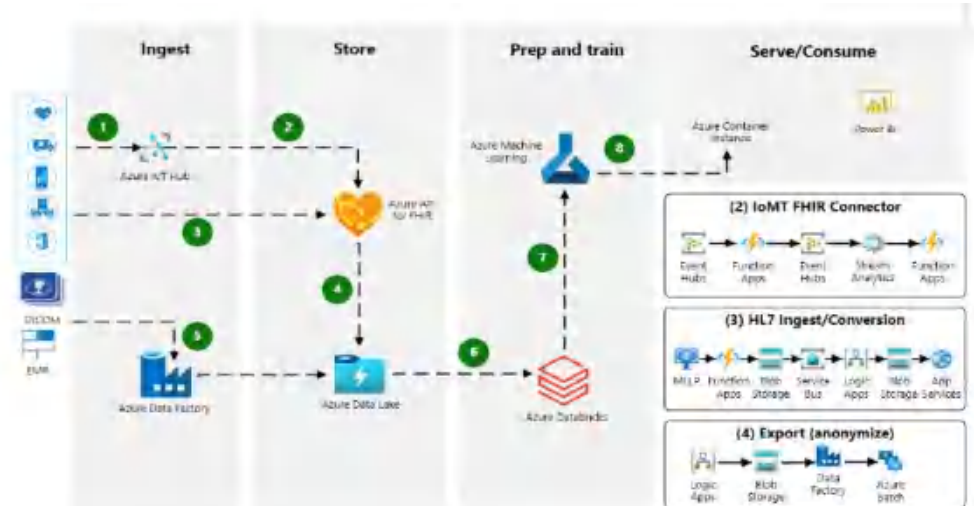 Ingest
Store
Prep and train
Serve/Consume
1
2
Azure IoT Hub
3
Azure API
for FHIR
4
DICOM
5
Azure Data Factory
Azure Data Lake
6
Azure Databricks
7
Azure Machine
Learning
8
Azure Container
Instance
Power BI
(2) IoMT FHIR Connector
Event
Hubs
Function
Apps
Event
Hubs
Stream
Analytics
Function
Apps
(3) HL7 Ingest/Conversion
MLLP
Function
Apps
Blob
Storage
Service
Bus
Logic
Apps
Blob
Storage
App
Services
(4) Export (anonymize)
Logic
Apps
Blob
Storage
Data
Factory
Azure
Batch